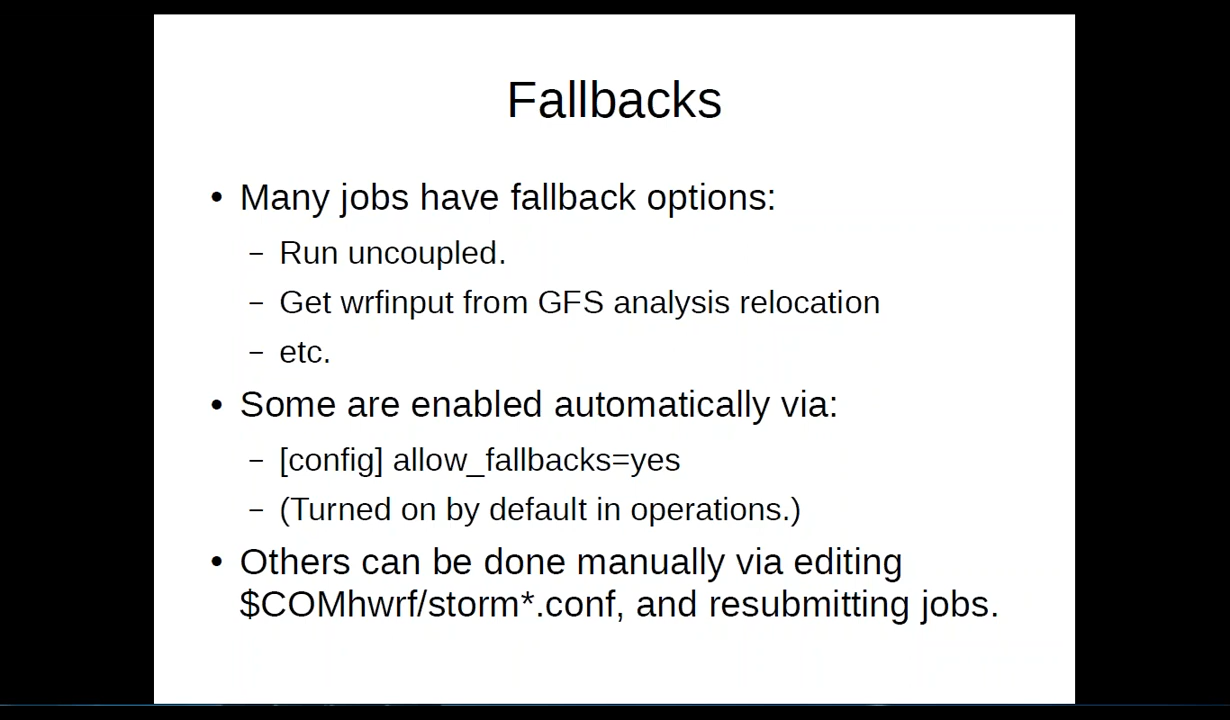 Fallbacks
• Many jobs have fallback options:
– Run uncoupled.
– Get wrfinput from GFS analysis relocation
– etc.
• Some are enabled automatically via:
– [config] allow_fallbacks=yes
– (Turned on by default in operations.)
• Others can be done manually via editing
$COMhwrf/storm*.conf, and resubmitting jobs.